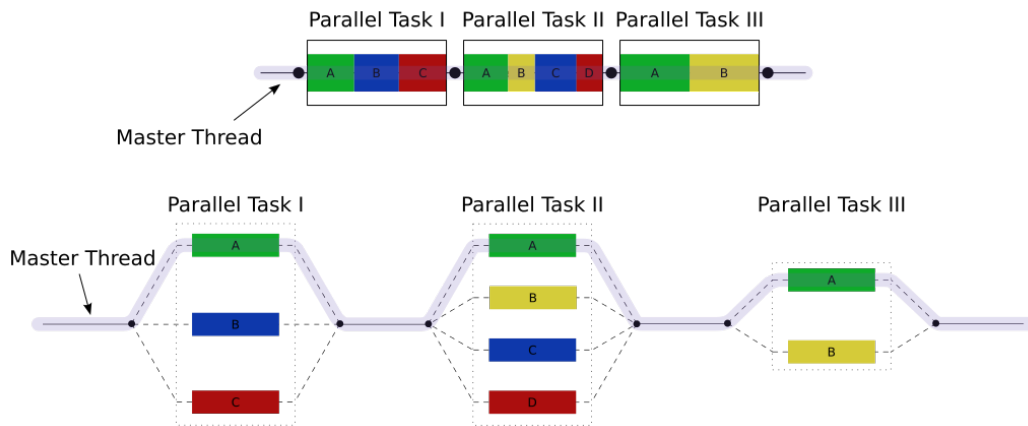 Parallel Task I Parallel Task II Parallel Task III
A B C A B C D A B
Master Thread
Parallel Task I Parallel Task II Parallel Task III
A A
Master Thread
A
B
B
C
B
C D